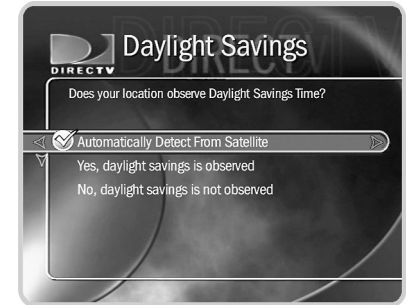 DIRECTV
Daylight Savings
DIRECTV
Does your location observe Daylight Savings Time?
Automatically Detect From Satellite
Yes, daylight savings is observed
No, daylight savings is not observed